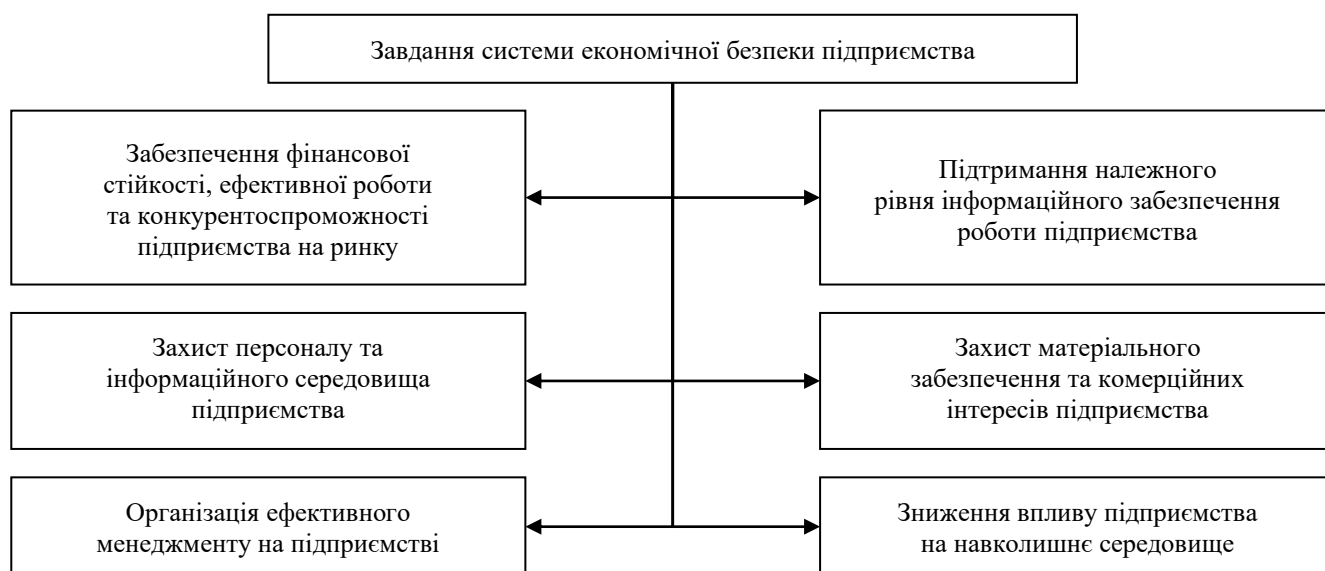 Завдання системи економічної безпеки підприємства
Забезпечення фінансової
стійкості, ефективної роботи
та конкурентоспроможності
підприємства на ринку
Підтримання належного
рівня інформаційного забезпечення
роботи підприємства
Захист персоналу та
інформаційного середовища
підприємства
Захист матеріального
забезпечення та комерційних
інтересів підприємства
Організація ефективного
менеджменту на підприємстві
Зниження впливу підприємства
на навколишнє середовище